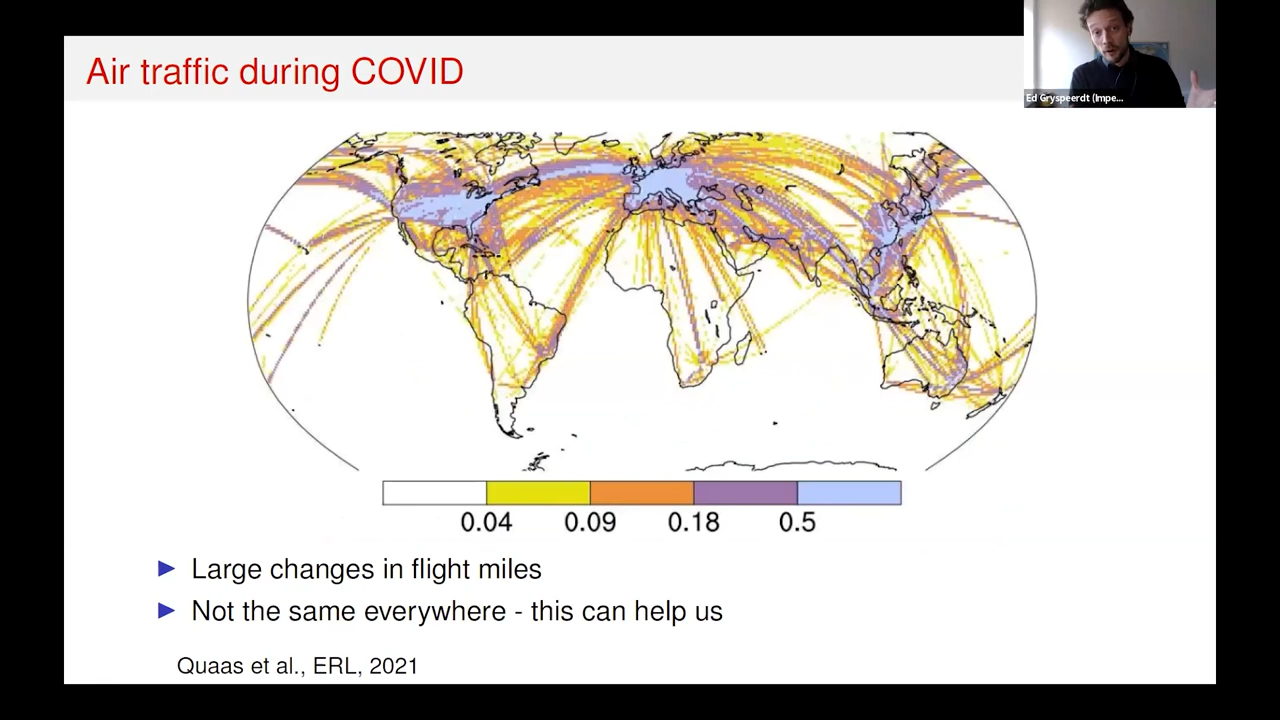 Air traffic during COVID
Ed Gryspeerdt (Impe...
0.04 0.09 0.18 0.5
Large changes in flight miles
Not the same everywhere - this can help us
Quaas et al., ERL, 2021